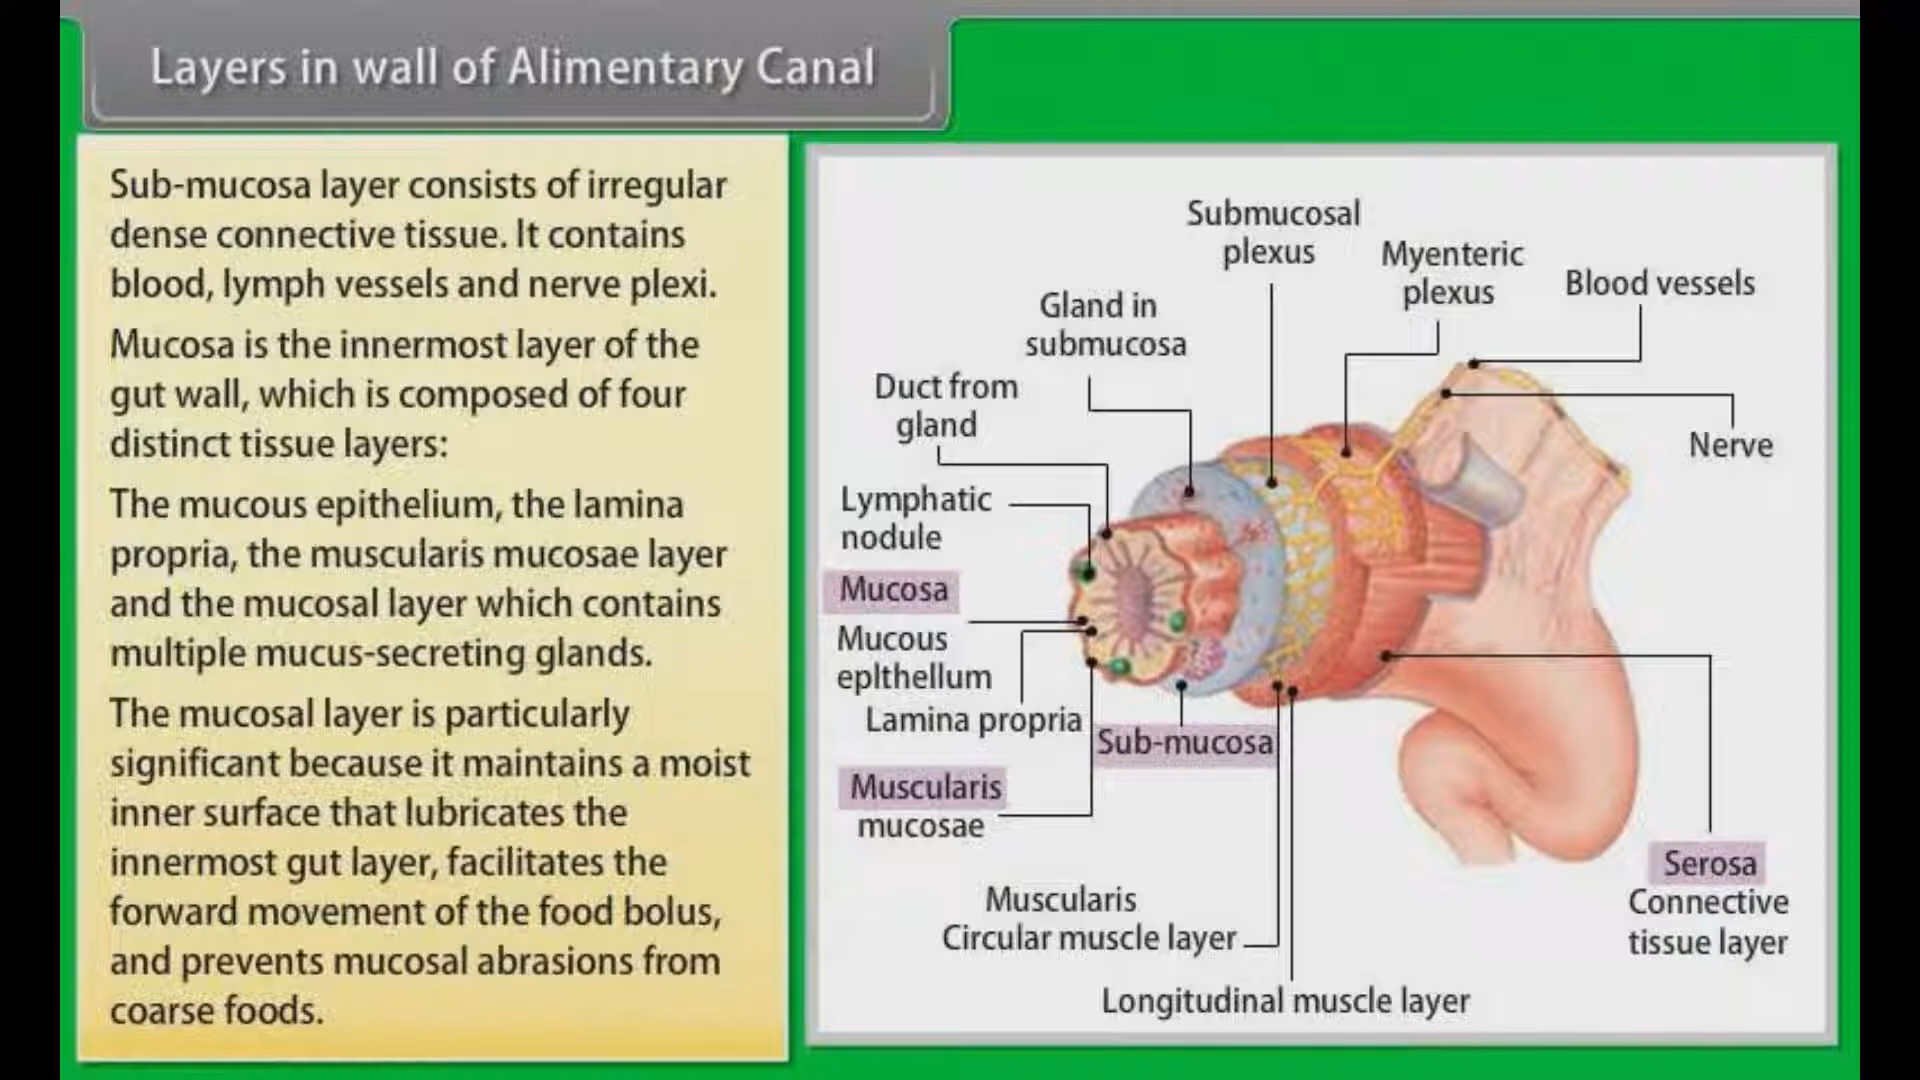 Layers in wall of Alimentary Canal
Sub-mucosa layer consists of irregular
dense connective tissue. It contains
blood, lymph vessels and nerve plexi.
Mucosa is the innermost layer of the
gut wall, which is composed of four
distinct tissue layers:
The mucous epithelium, the lamina
propria, the muscularis mucosae layer
and the mucosal layer which contains
multiple mucus-secreting glands.
The mucosal layer is particularly
significant because it maintains a moist
inner surface that lubricates the
innermost gut layer, facilitates the
forward movement of the food bolus,
and prevents mucosal abrasions from
coarse foods.
Submucosal
plexus
Myenteric
plexus
Blood vessels
Gland in
submucosa
Duct from
gland
Nerve
Lymphatic
nodule
Mucosa
Mucous
eplthellum
Lamina propria
Sub-mucosa
Muscularis
mucosae
Muscularis
Circular muscle layer
Longitudinal muscle layer
Serosa
Connective
tissue layer